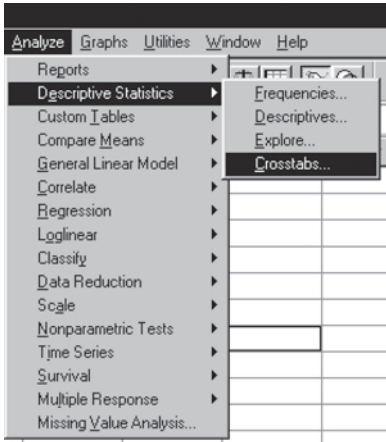 Analyze Graphs Utilities Window Help
Reports
Descriptive Statistics
Custom Tables
Compare Means
General Linear Model
Correlate
Regression
Loglinear
Classify
Data Reduction
Scale
Nonparametric Tests
Time Series
Survival
Multiple Response
Missing Value Analysis...
Frequencies...
Descriptives...
Explore...
Crosstabs...